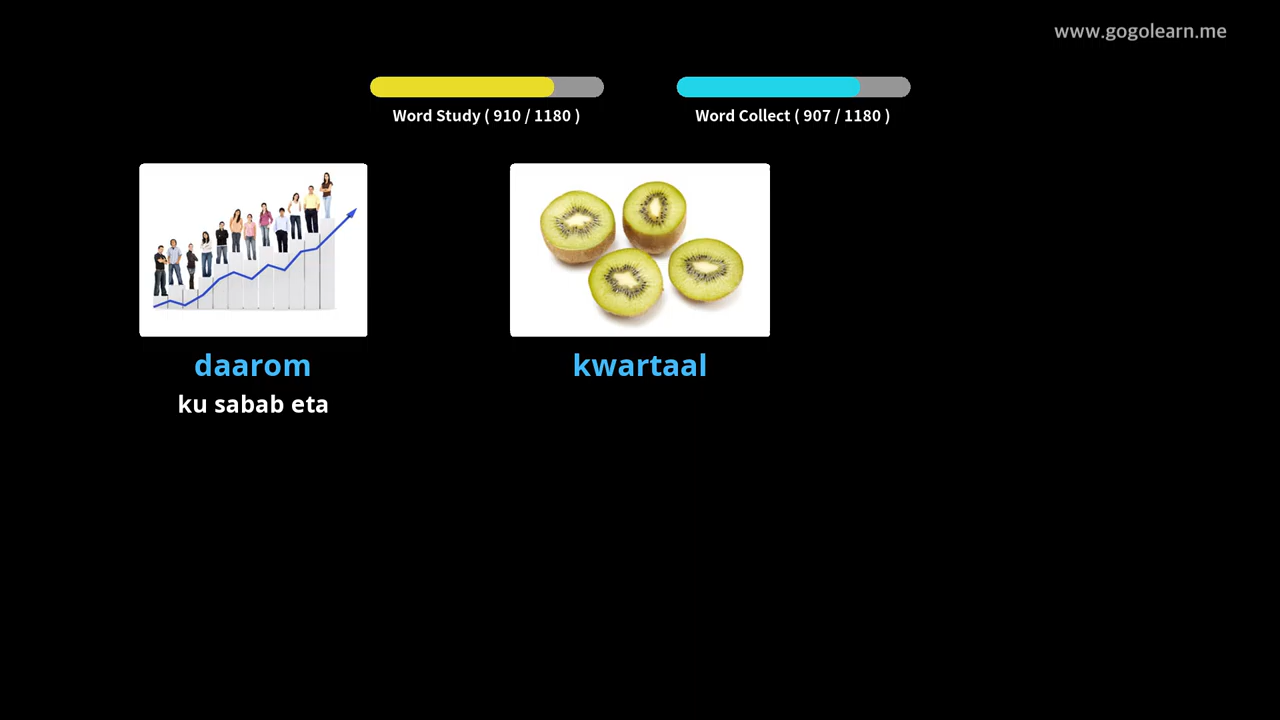 www.gogolearn.me
Word Study ( 910 / 1180 )
Word Collect ( 907 / 1180 )
daarom
kwartaal
ku sabab eta